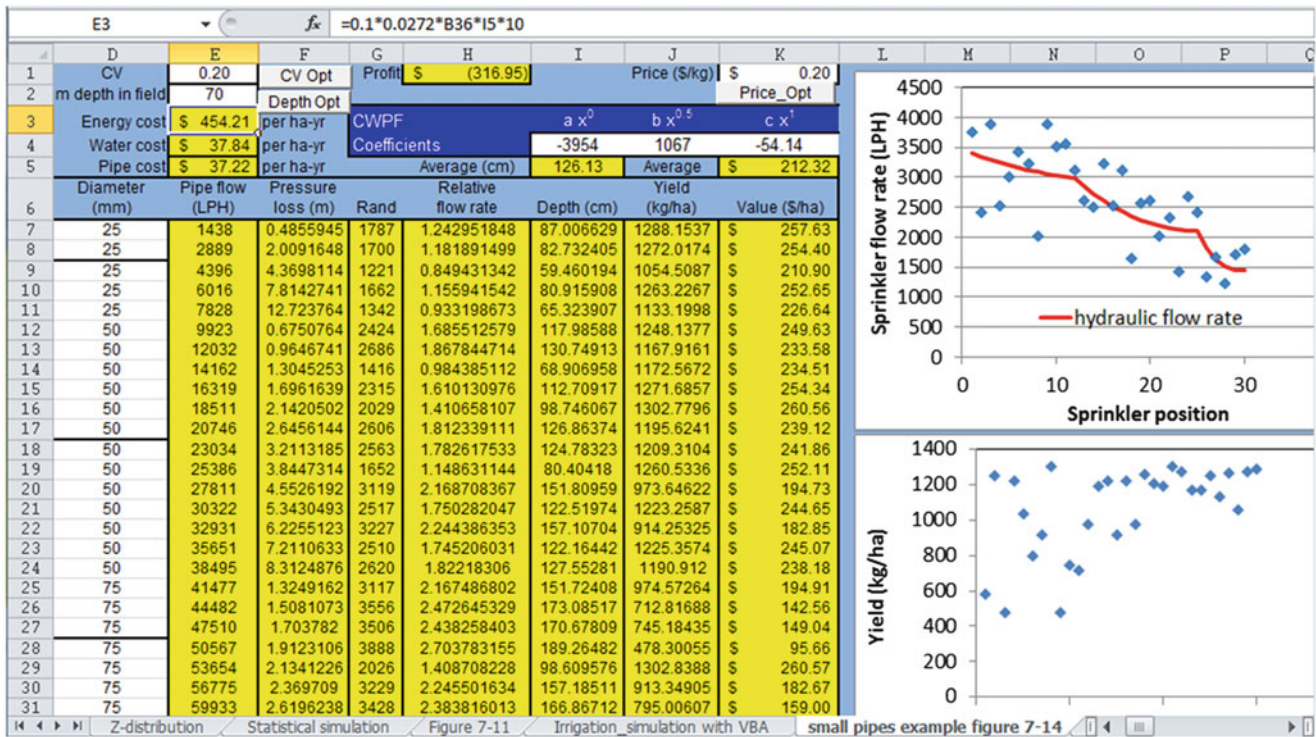 E3 fx =0.1*0.0272*B36*I5*10
D E F G H I J K L M N O P Q
1 CV 0.20 CV Opt Profit $ (316.95) Price ($/kg) $ 0.20
2 m depth in field 70 Depth Opt Price_Opt
3 Energy cost $ 454.21 per ha-yr CWPF a x^0 b x^0.5 c x^1
4 Water cost $ 37.84 per ha-yr Coefficients -3954 1067 -54.14
5 Pipe cost $ 37.22 per ha-yr Average (cm) 126.13 Average $ 212.32
Diameter Pipe flow Pressure Relative Yield
6 (mm) (LPH) loss (m) Rand flow rate Depth (cm) (kg/ha) Value ($/ha)
7 25 1438 0.4855945 1787 1.242951848 87.006629 1288.1537 $ 257.63
8 25 2889 2.0091648 1700 1.181891499 82.732405 1272.0174 $ 254.40
9 25 4396 4.3698114 1221 0.849431342 59.460194 1054.5087 $ 210.90
10 25 6016 7.8142741 1662 1.155941542 80.915908 1263.2267 $ 252.65
11 25 7828 12.723764 1342 0.933198673 65.323907 1133.1998 $ 226.64
12 50 9923 0.6750764 2424 1.685512579 117.98588 1248.1377 $ 249.63
13 50 12032 0.9646741 2686 1.867844714 130.74913 1167.9161 $ 233.58
14 50 14162 1.3045253 1416 0.984385112 68.906958 1172.5672 $ 234.51
15 50 16319 1.6961639 2315 1.610130976 112.70917 1271.6857 $ 254.34
16 50 18511 2.1420502 2029 1.410658107 98.746067 1302.7796 $ 260.56
17 50 20746 2.6456144 2606 1.812339111 126.86374 1195.6241 $ 239.12
18 50 23034 3.2113185 2563 1.782617533 124.78323 1209.3104 $ 241.86
19 50 25386 3.8447314 1652 1.148631144 80.40418 1260.5336 $ 252.11
20 50 27811 4.5526192 3119 2.168708367 151.80959 973.64622 $ 194.73
21 50 30322 5.3430493 2517 1.750282047 122.51974 1223.2587 $ 244.65
22 50 32931 6.2255123 3227 2.244386353 157.10704 914.25325 $ 182.85
23 50 35651 7.2110633 2510 1.745206031 122.16442 1225.3574 $ 245.07
24 50 38495 8.3124876 2620 1.82218306 127.55281 1190.912 $ 238.18
25 75 41477 1.3249162 3117 2.167486802 151.72408 974.57264 $ 194.91
26 75 44482 1.5081073 3556 2.472645329 173.08517 712.81688 $ 142.56
27 75 47510 1.703782 3506 2.438258403 170.67809 745.18435 $ 149.04
28 75 50567 1.9123106 3888 2.703783155 189.26482 478.30055 $ 95.66
29 75 53654 2.1341226 2026 1.408708228 98.609576 1302.8388 $ 260.57
30 75 56775 2.369709 3229 2.245501634 157.18511 913.34905 $ 182.67
31 75 59933 2.6196238 3428 2.383816013 166.86712 795.00607 $ 159.00
Sprinkler flow rate (LPH)
4500
4000
3500
3000
2500
2000
1500
1000
500
0
hydraulic flow rate
0 10 20 30
Sprinkler position
Yield (kg/ha)
1400
1200
1000
800
600
400
200
0
Z-distribution Statistical simulation Figure 7-11 Irrigation_simulation with VBA small pipes example figure 7-14